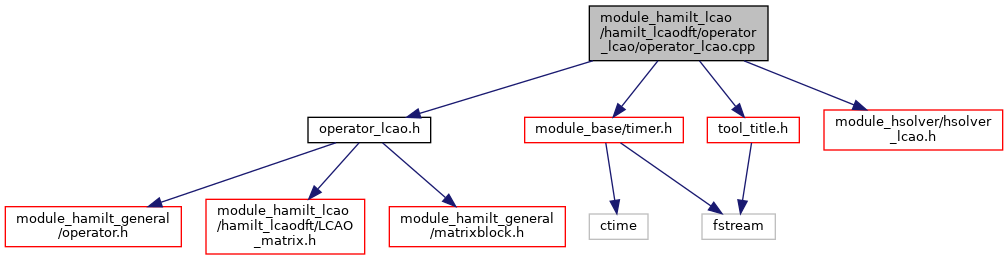 module_hamilt_lcao
/hamilt_lcaodft/operator
_lcao/operator_lcao.cpp
operator_lcao.h
module_base/timer.h
tool_title.h
module_hsolver/hsolver
_lcao.h
module_hamilt_general
/operator.h
module_hamilt_lcao
/hamilt_lcaodft/LCAO
_matrix.h
module_hamilt_general
/matrixblock.h
ctime
fstream